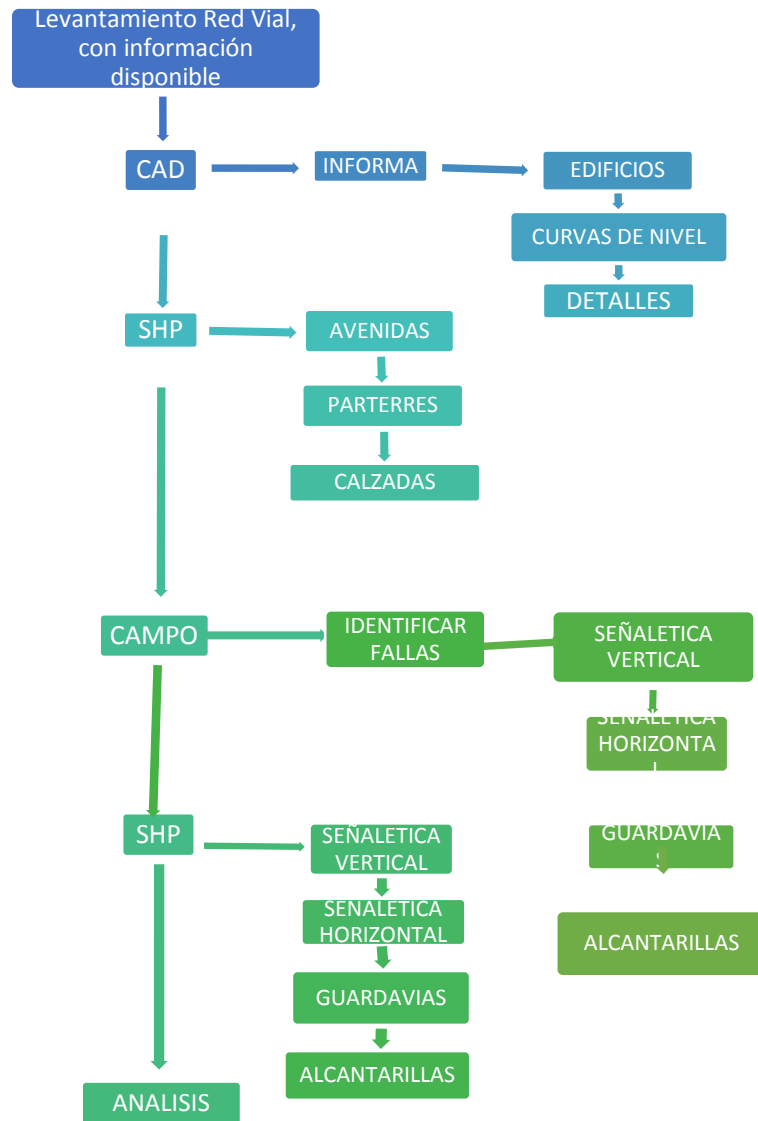 Levantamiento Red Vial,
con información
disponible
CAD
INFORMA
EDIFICIOS
CURVAS DE NIVEL
DETALLES
SHP
AVENIDAS
PARTERRES
CALZADAS
CAMPO
IDENTIFICAR
FALLAS
SEÑALETICA
VERTICAL
SEÑALETICA
HORIZONTA
L
GUARDAVIA
S
ALCANTARILLAS
SHP
SEÑALETICA
VERTICAL
SEÑALETICA
HORIZONTAL
GUARDAVIAS
ALCANTARILLAS
ANALISIS